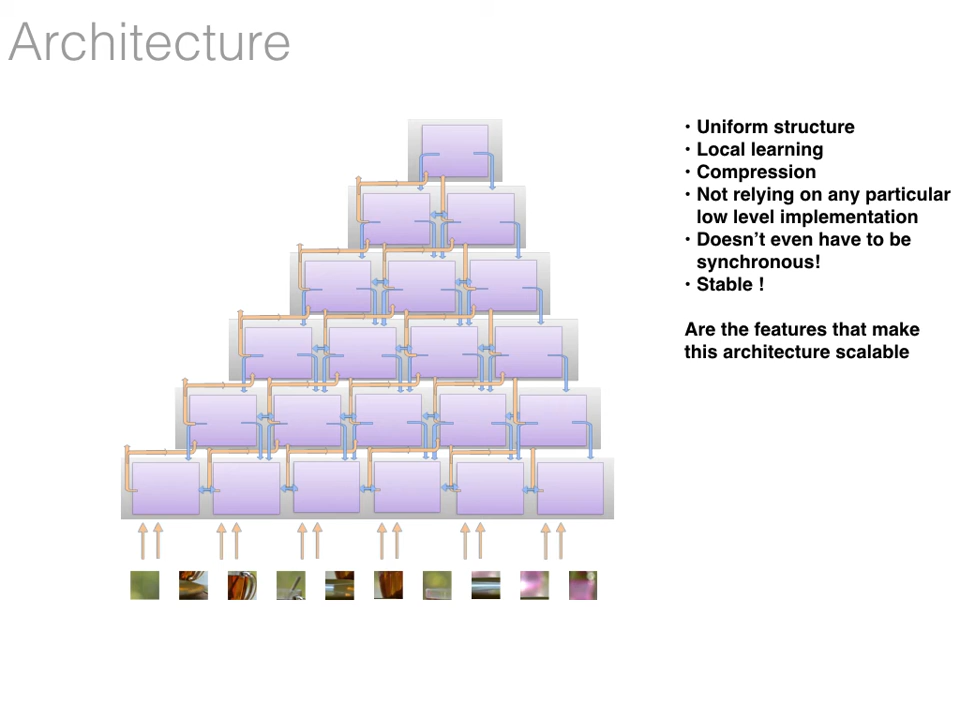 Architecture
• Uniform structure
• Local learning
• Compression
• Not relying on any particular
low level implementation
• Doesn’t even have to be
synchronous!
• Stable !
Are the features that make
this architecture scalable